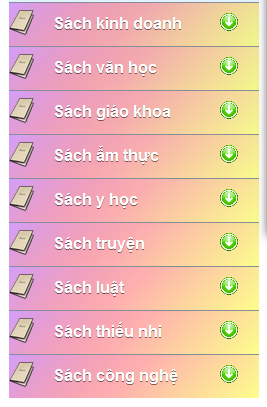 Sách kinh doanh
Sách văn học
Sách giáo khoa
Sách ẩm thực
Sách y học
Sách truyện
Sách luật
Sách thiếu nhi
Sách công nghệ